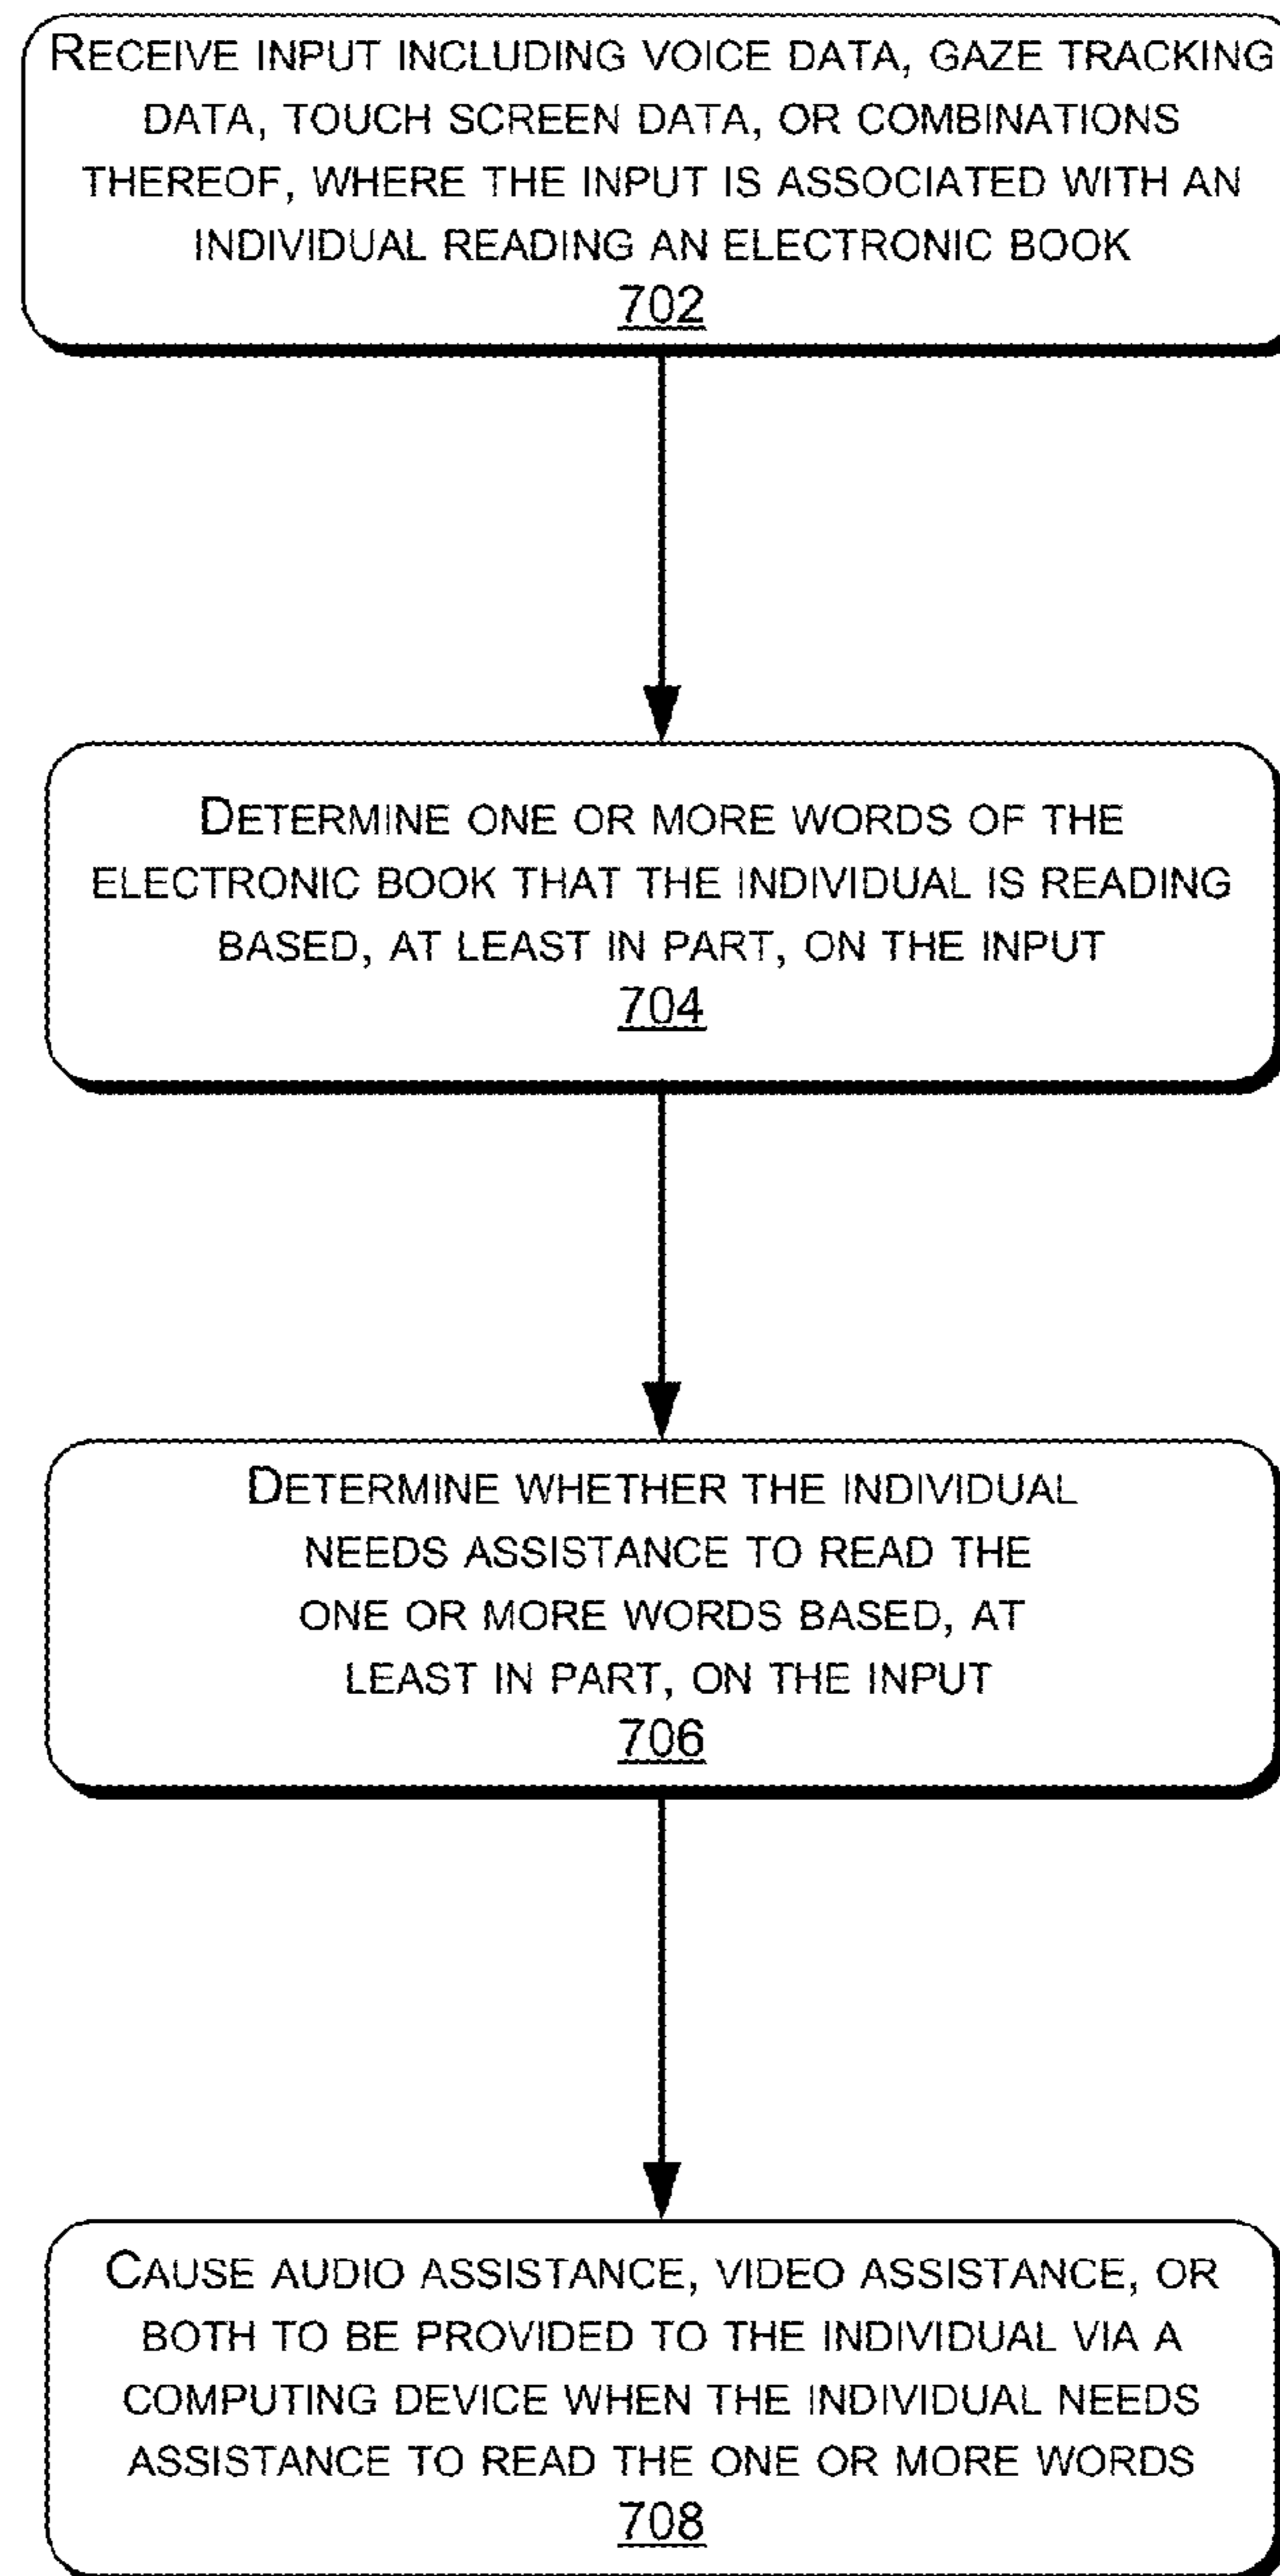 RECEIVE INPUT INCLUDING VOICE DATA, GAZE TRACKING
DATA, TOUCH SCREEN DATA, OR COMBINATIONS
THEREOF, WHERE THE INPUT IS ASSOCIATED WITH AN
INDIVIDUAL READING AN ELECTRONIC BOOK
702
DETERMINE ONE OR MORE WORDS OF THE
ELECTRONIC BOOK THAT THE INDIVIDUAL IS READING
BASED, AT LEAST IN PART, ON THE INPUT
704
DETERMINE WHETHER THE INDIVIDUAL
NEEDS ASSISTANCE TO READ THE
ONE OR MORE WORDS BASED, AT
LEAST IN PART, ON THE INPUT
706
CAUSE AUDIO ASSISTANCE, VIDEO ASSISTANCE, OR
BOTH TO BE PROVIDED TO THE INDIVIDUAL VIA A
COMPUTING DEVICE WHEN THE INDIVIDUAL NEEDS
ASSISTANCE TO READ THE ONE OR MORE WORDS
708